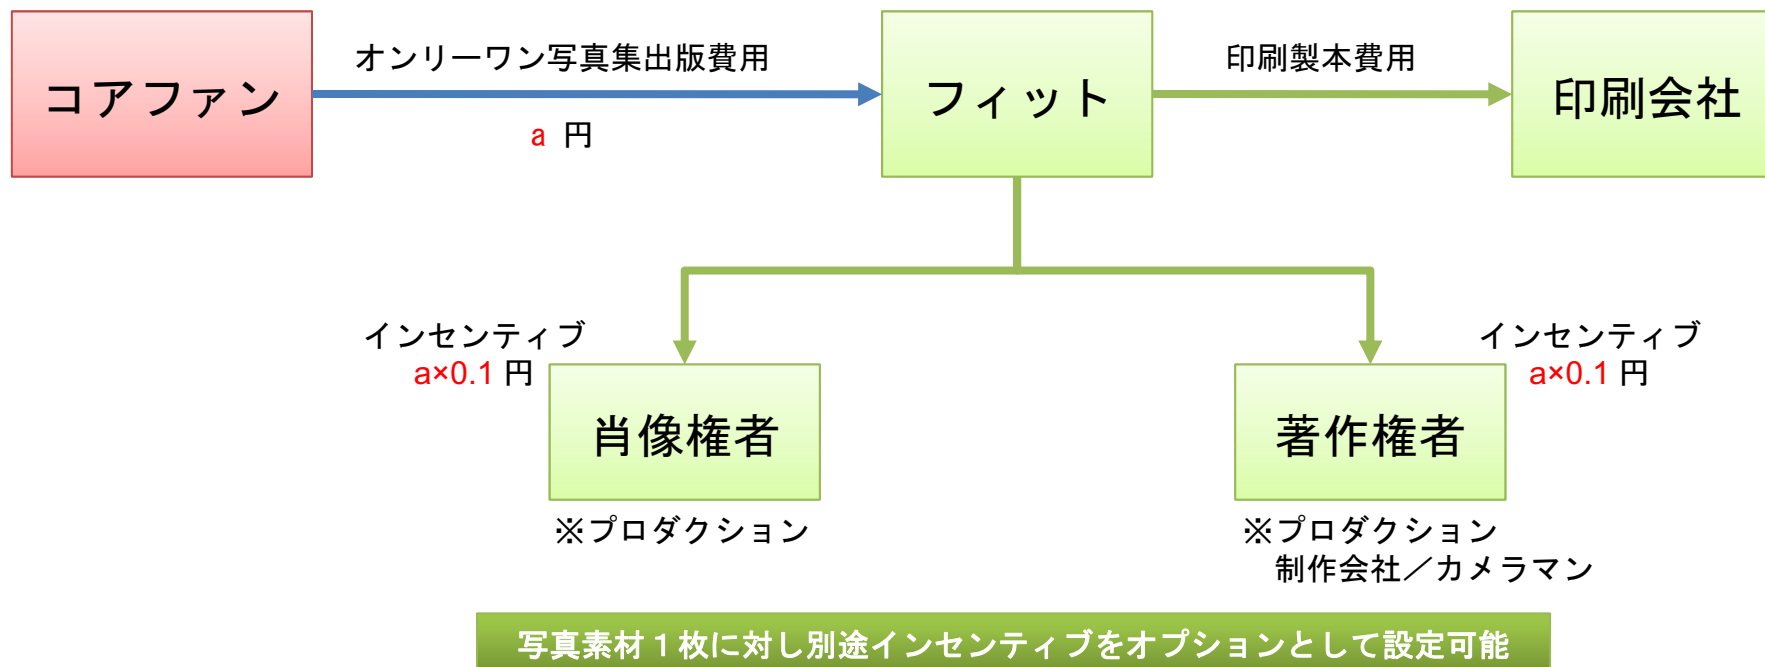 コアファン
オンリーワン写真集出版費用
a 円
フィット
印刷製本費用
印刷会社
インセンティブ
a×0.1 円
肖像権者
※プロダクション
インセンティブ
a×0.1 円
著作権者
※プロダクション
制作会社／カメラマン
写真素材１枚に対し別途インセンティブをオプションとして設定可能